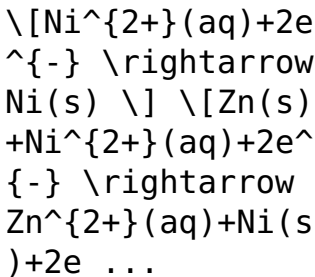 \[Ni^{2+}(aq)+2e
^{-} \rightarrow
Ni(s) \] \[Zn(s)
+Ni^{2+}(aq)+2e^
{-} \rightarrow
Zn^{2+}(aq)+Ni(s
)+2e ...